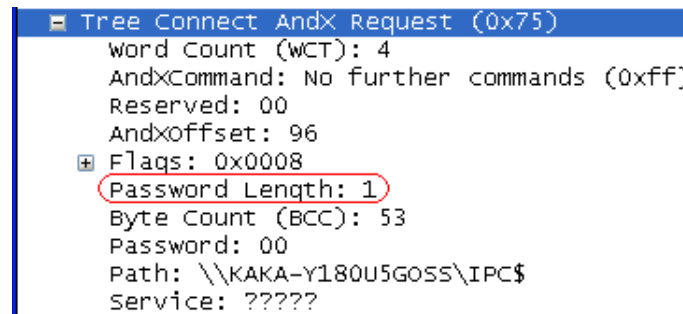 Tree Connect AndX Request (0x75)
Word Count (WCT): 4
AndXCommand: No further commands (0xff)
Reserved: 00
AndXOffset: 96
Flags: 0x0008
Password Length: 1
Byte Count (BCC): 53
Password: 00
Path: \\KAKA-Y180U5GOSS\IPC$
Service: ?????